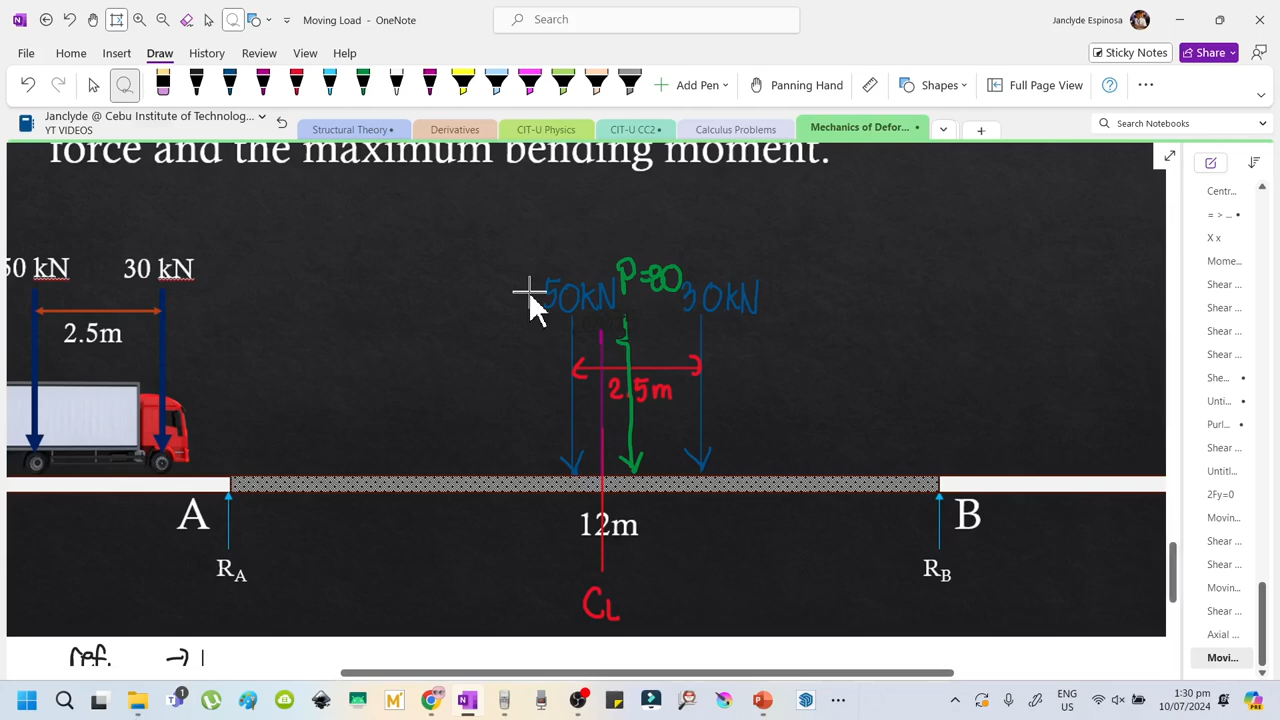 Moving Load - OneNote
Search
Janclyde Espinosa
File Home Insert Draw History Review View Help
Sticky Notes
Share
Add Pen
Panning Hand
Shapes
Full Page View
Janclyde @ Cebu Institute of Technolog...
YT VIDEOS
Structural Theory
Derivatives
CIT-U Physics
CIT-U CC2
Calculus Problems
Mechanics of Defor...
Search Notebooks
force and the maximum bending moment.
50 kN
30 kN
2.5m
50kN
P=80
30kN
2.5m
A
B
12m
RA
RB
CL
Centr...
= > ...
X x
Moment ...
Shear ...
Shear ...
Shear ...
Shear ...
She...
Unti...
Purl...
Shear ...
Untitl...
2Fy=0
Movin...
Shear ...
Shear ...
Movin...
Shear ...
Axial ...
Movi...
1
ENG
PRE
US
1:30 pm
10/07/2024